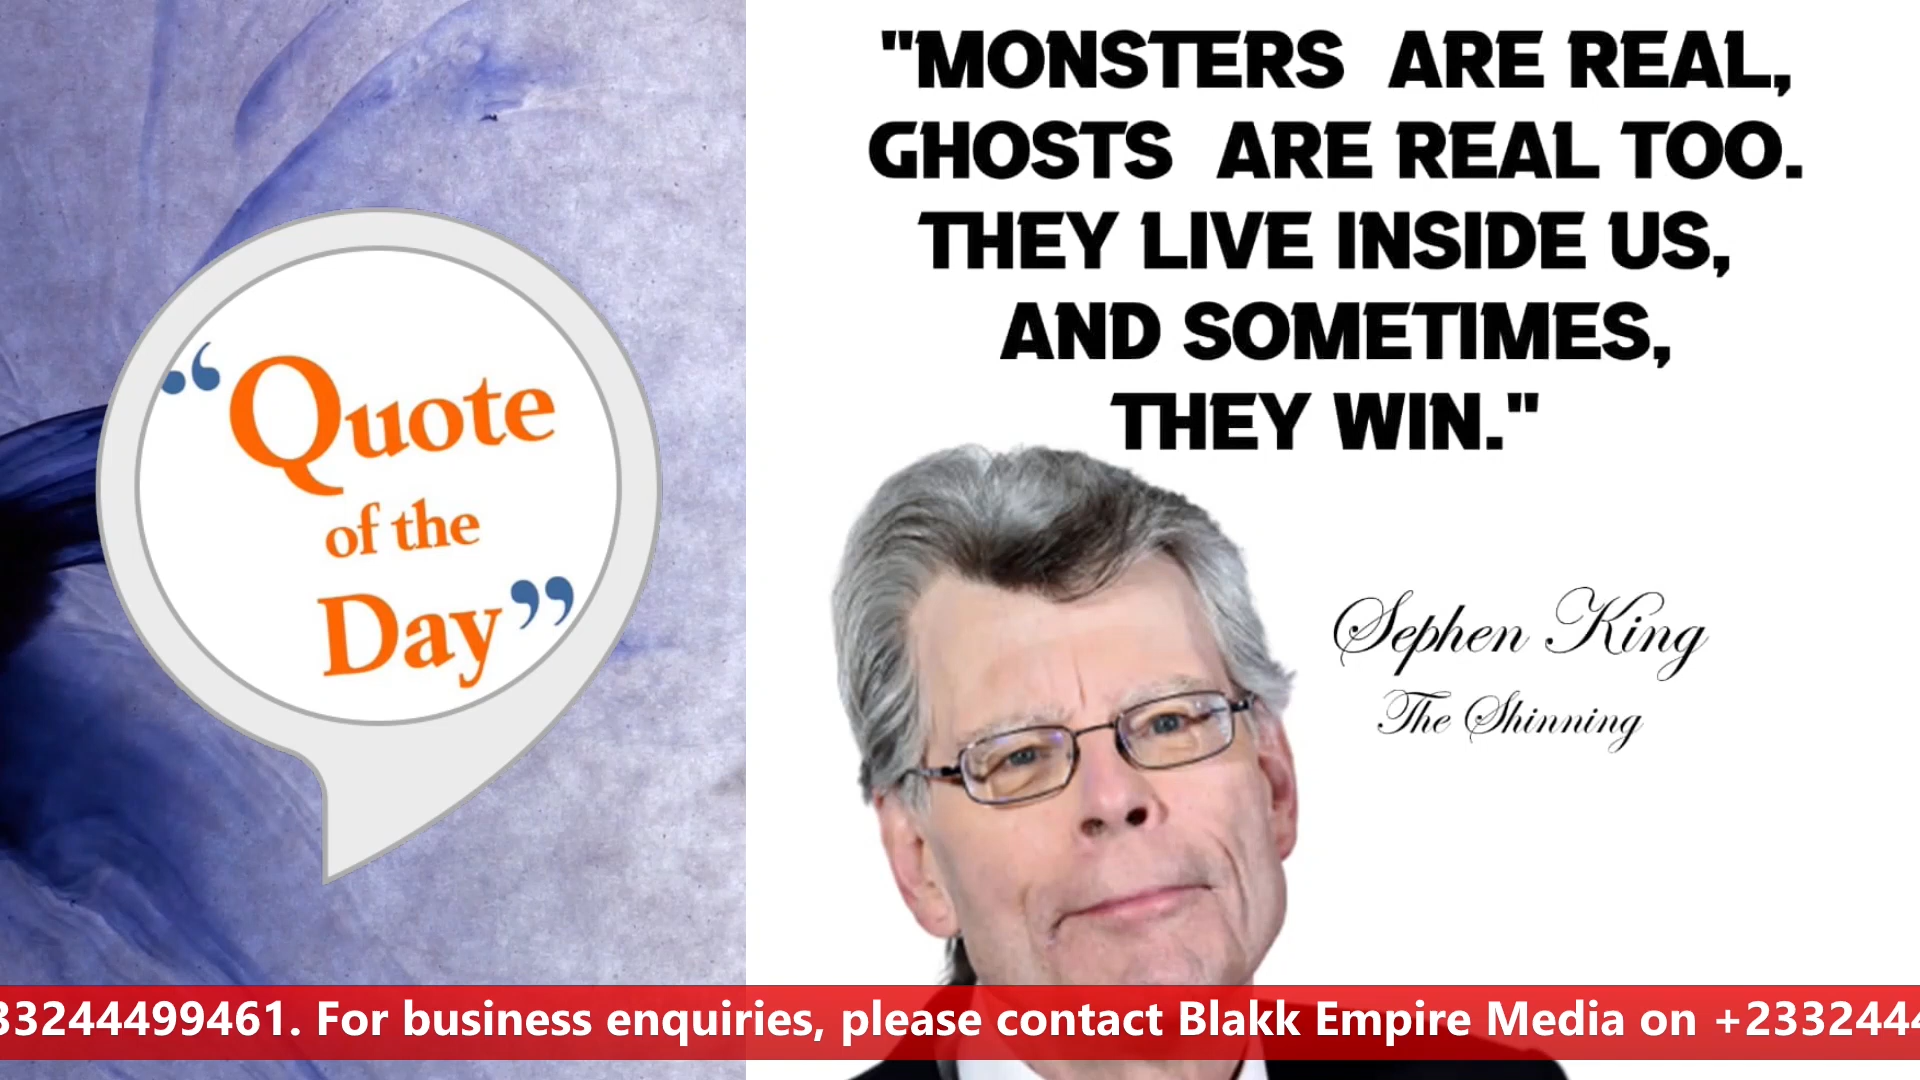 “Quote
of the
Day”
"MONSTERS ARE REAL,
GHOSTS ARE REAL TOO.
THEY LIVE INSIDE US,
AND SOMETIMES,
THEY WIN."
Sephen King
The Shinning
33244499461. For business enquiries, please contact Blakk Empire Media on +2332444